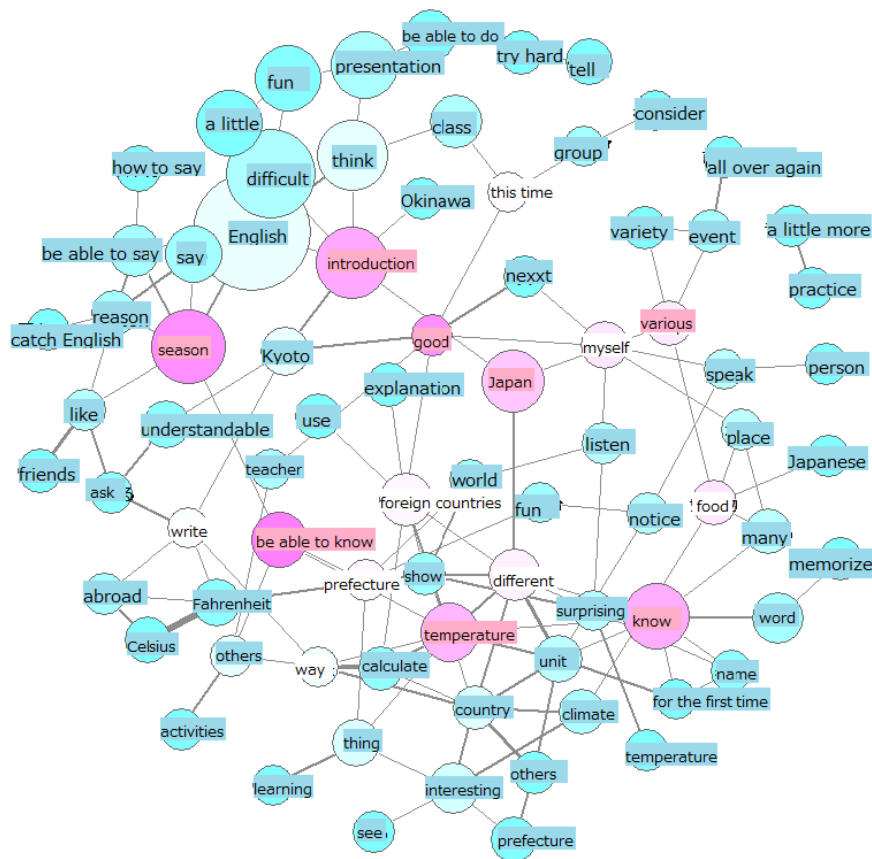 be able to do
try hard
tell
presentation
fun
a little
class
consider
group
think
how to say
difficult
all over again
this time
Okinawa
English
variety
event
a little more
be able to say
say
introduction
nexxt
practice
reason
catch English
season
Kyoto
good
myself
various
Japan
explanation
speak
person
like
understandable
use
listen
place
friends
teacher
world
Japanese
ask
foreign countries
fun
notice
food
write
be able to know
many
prefecture
show
different
memorize
abroad
Fahrenheit
surprising
know
word
Celsius
temperature
others
way
calculate
unit
name
for the first time
country
climate
activities
thing
temperature
learning
interesting
others
see
prefecture